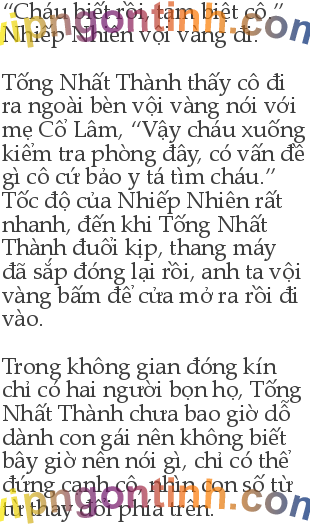 “Cháu biết rồi, tạm biệt cô.”
Nhiếp Nhiên vội vàng đi.
Tống Nhất Thành thấy cô đi
ra ngoài bèn vội vàng nói với
mẹ Cổ Lâm, “Vậy cháu xuống
kiểm tra phòng đây, có vấn đề
gì cô cứ bảo y tá tìm cháu.”
Tốc độ của Nhiếp Nhiên rất
nhanh, đến khi Tống Nhất
Thành đuổi kịp, thang máy
đã sắp đóng lại rồi, anh ta vội
vàng bấm để cửa mở ra rồi đi
vào.
Trong không gian đóng kín
chỉ có hai người bọn họ, Tống
Nhất Thành chưa bao giờ dỗ
dành con gái nên không biết
bây giờ nên nói gì, chỉ có thể
đứng cạnh cô, nhìn con số từ
từ thay đổi phía trên.
vipngontinh.com
vipngontinh.com